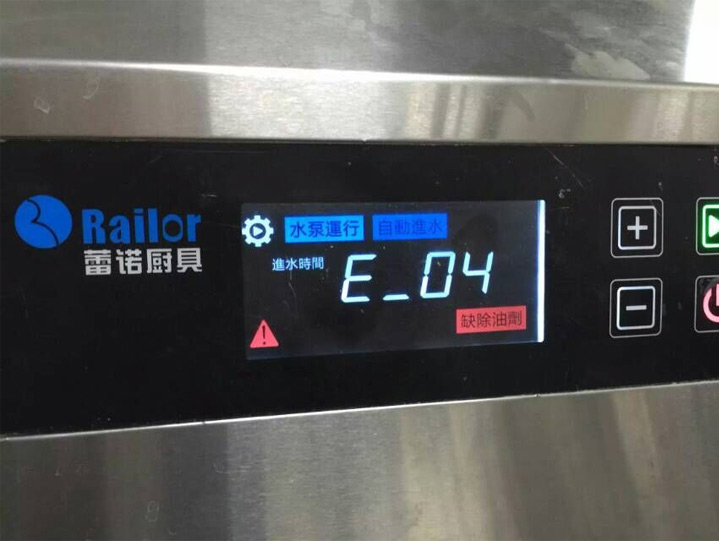 Railor
蕾诺厨具
水泵運行 自動進水
進水時間 E_04
缺除油劑
+
-